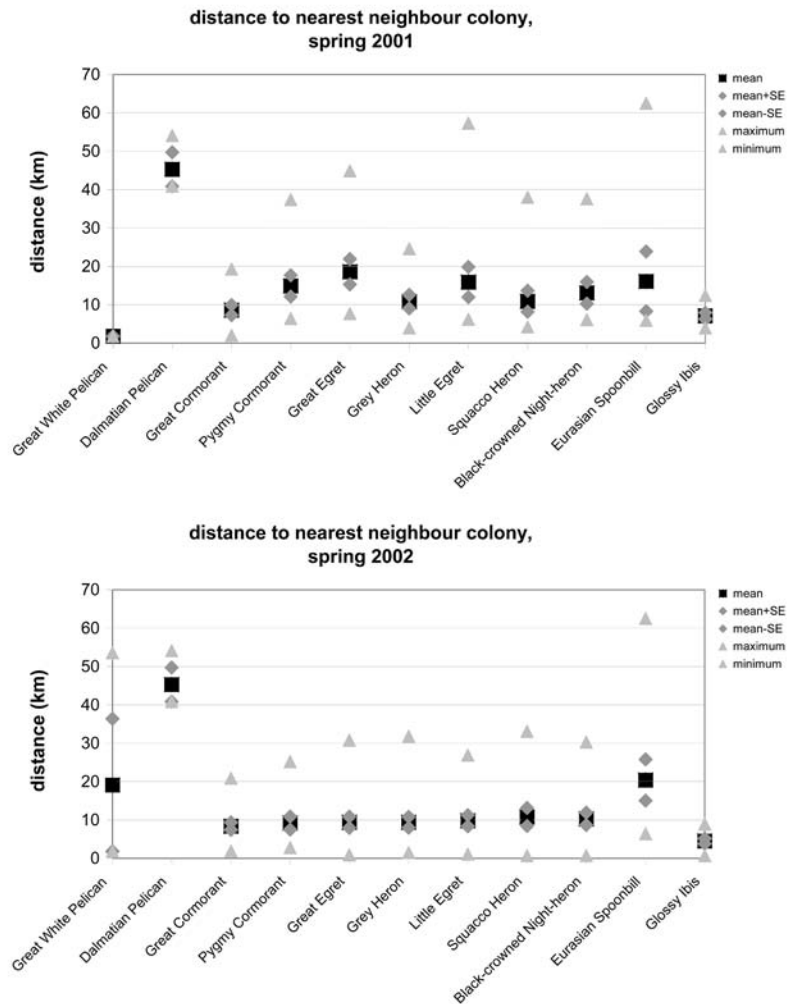 distance to nearest neighbour colony,
spring 2001
70
60
50
40
30
20
10
0
distance (km)
mean
mean+SE
mean-SE
maximum
minimum
Great White Pelican
Dalmatian Pelican
Great Cormorant
Pygmy Cormorant
Great Egret
Grey Heron
Little Egret
Squacco Heron
Black-crowned Night-heron
Eurasian Spoonbill
Glossy Ibis
distance to nearest neighbour colony,
spring 2002
70
60
50
40
30
20
10
0
distance (km)
mean
mean+SE
mean-SE
maximum
minimum
Great White Pelican
Dalmatian Pelican
Great Cormorant
Pygmy Cormorant
Great Egret
Grey Heron
Little Egret
Squacco Heron
Black-crowned Night-heron
Eurasian Spoonbill
Glossy Ibis